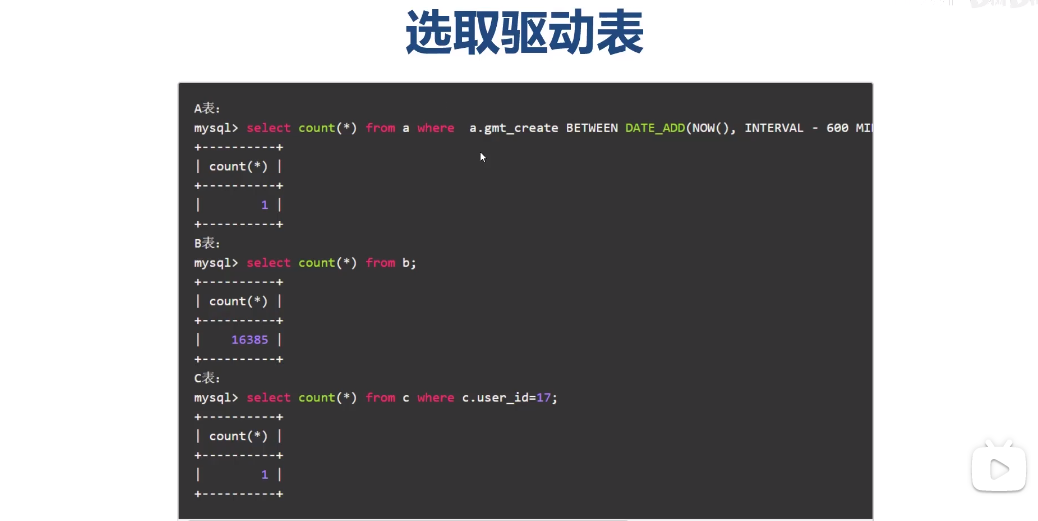 选取驱动表
A表:
mysql> select count(*) from a where  a.gmt_create BETWEEN DATE_ADD(NOW(), INTERVAL - 600 MI
+----------+
| count(*) |
+----------+
|        1 |
+----------+
B表:
mysql> select count(*) from b;
+----------+
| count(*) |
+----------+
|    16385 |
+----------+
C表:
mysql> select count(*) from c where c.user_id=17;
+----------+
| count(*) |
+----------+
|        1 |
+----------+